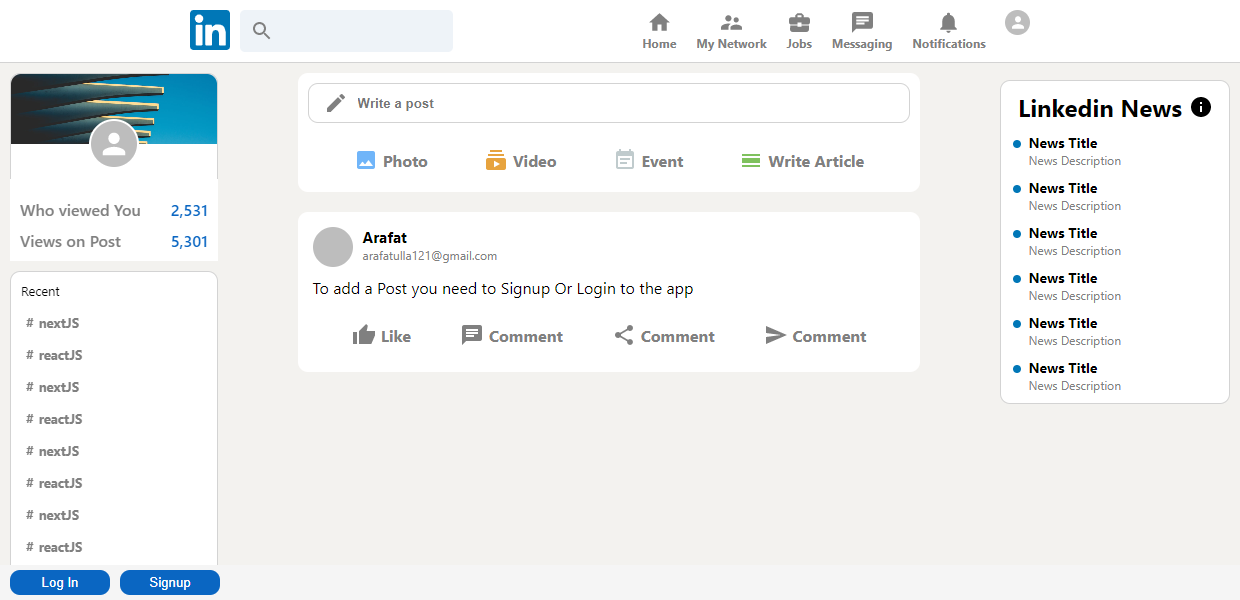 in
Home
My Network
Jobs
Messaging
Notifications
Who viewed You 2,531
Views on Post 5,301
Recent
# nextJS
# reactJS
# nextJS
# reactJS
# nextJS
# reactJS
# nextJS
# reactJS
Log In
Signup
Write a post
Photo
Video
Event
Write Article
Arafat
arafatulla121@gmail.com
To add a Post you need to Signup Or Login to the app
Like
Comment
Comment
Comment
Linkedin News
News Title
News Description
News Title
News Description
News Title
News Description
News Title
News Description
News Title
News Description
News Title
News Description